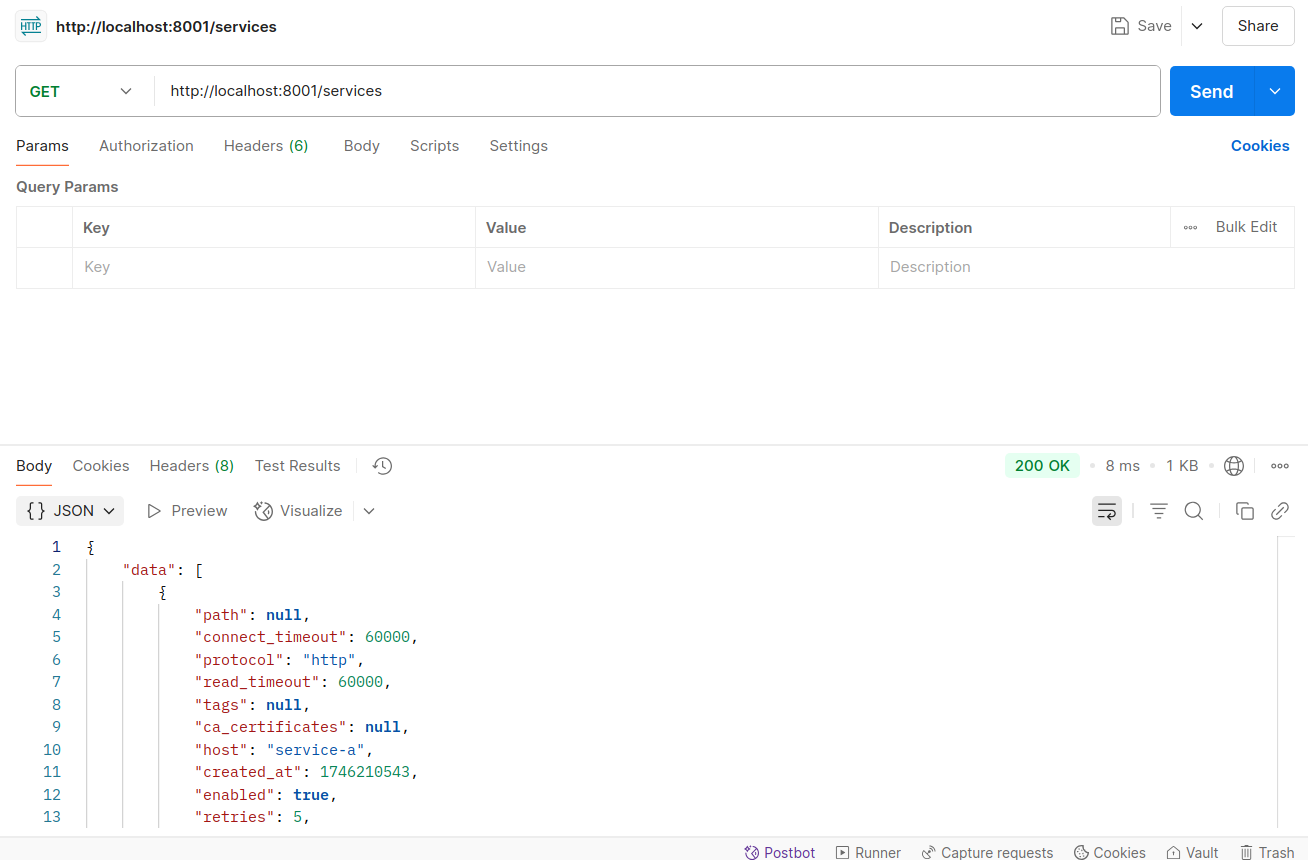 HTTP http://localhost:8001/services Save Share
GET http://localhost:8001/services Send
Params Authorization Headers (6) Body Scripts Settings Cookies
Query Params
Key Value Description Bulk Edit
Key Value Description
Body Cookies Headers (8) Test Results 200 OK • 8 ms • 1 KB •
{} JSON Preview Visualize
1 {
2 "data": [
3 {
4 "path": null,
5 "connect_timeout": 60000,
6 "protocol": "http",
7 "read_timeout": 60000,
8 "tags": null,
9 "ca_certificates": null,
10 "host": "service-a",
11 "created_at": 1746210543,
12 "enabled": true,
13 "retries": 5,
Postbot Runner Capture requests Cookies Vault Trash